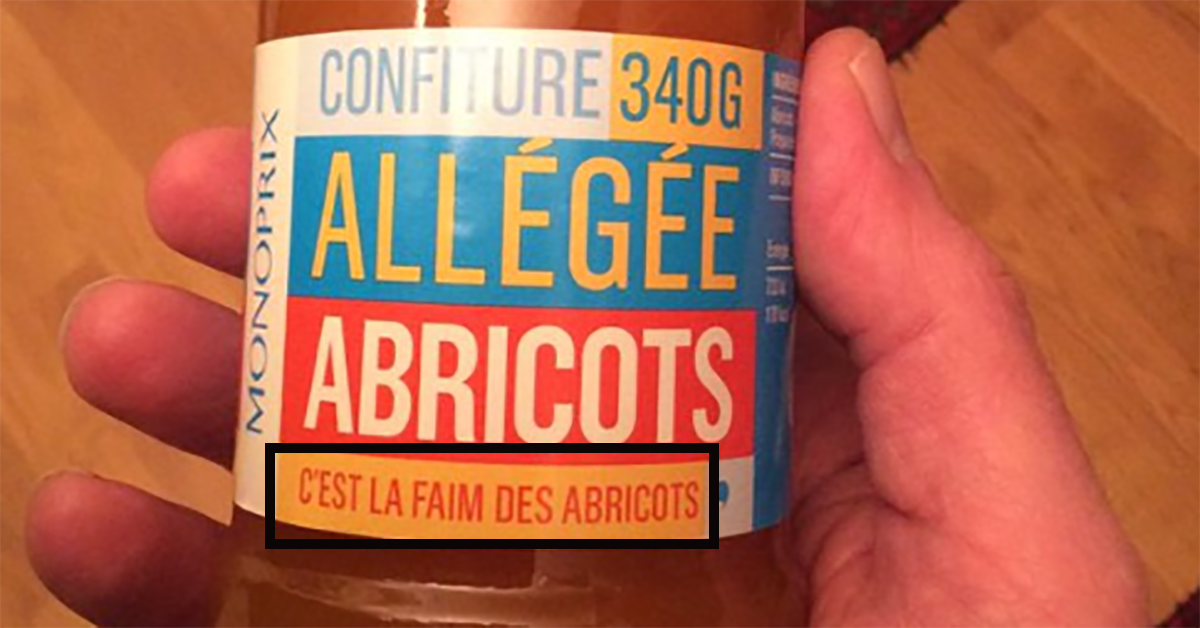 CONFITURE 340G
ALLÉGÉE
ABRICOTS
C'EST LA FAIM DES ABRICOTS
MONOPRIX